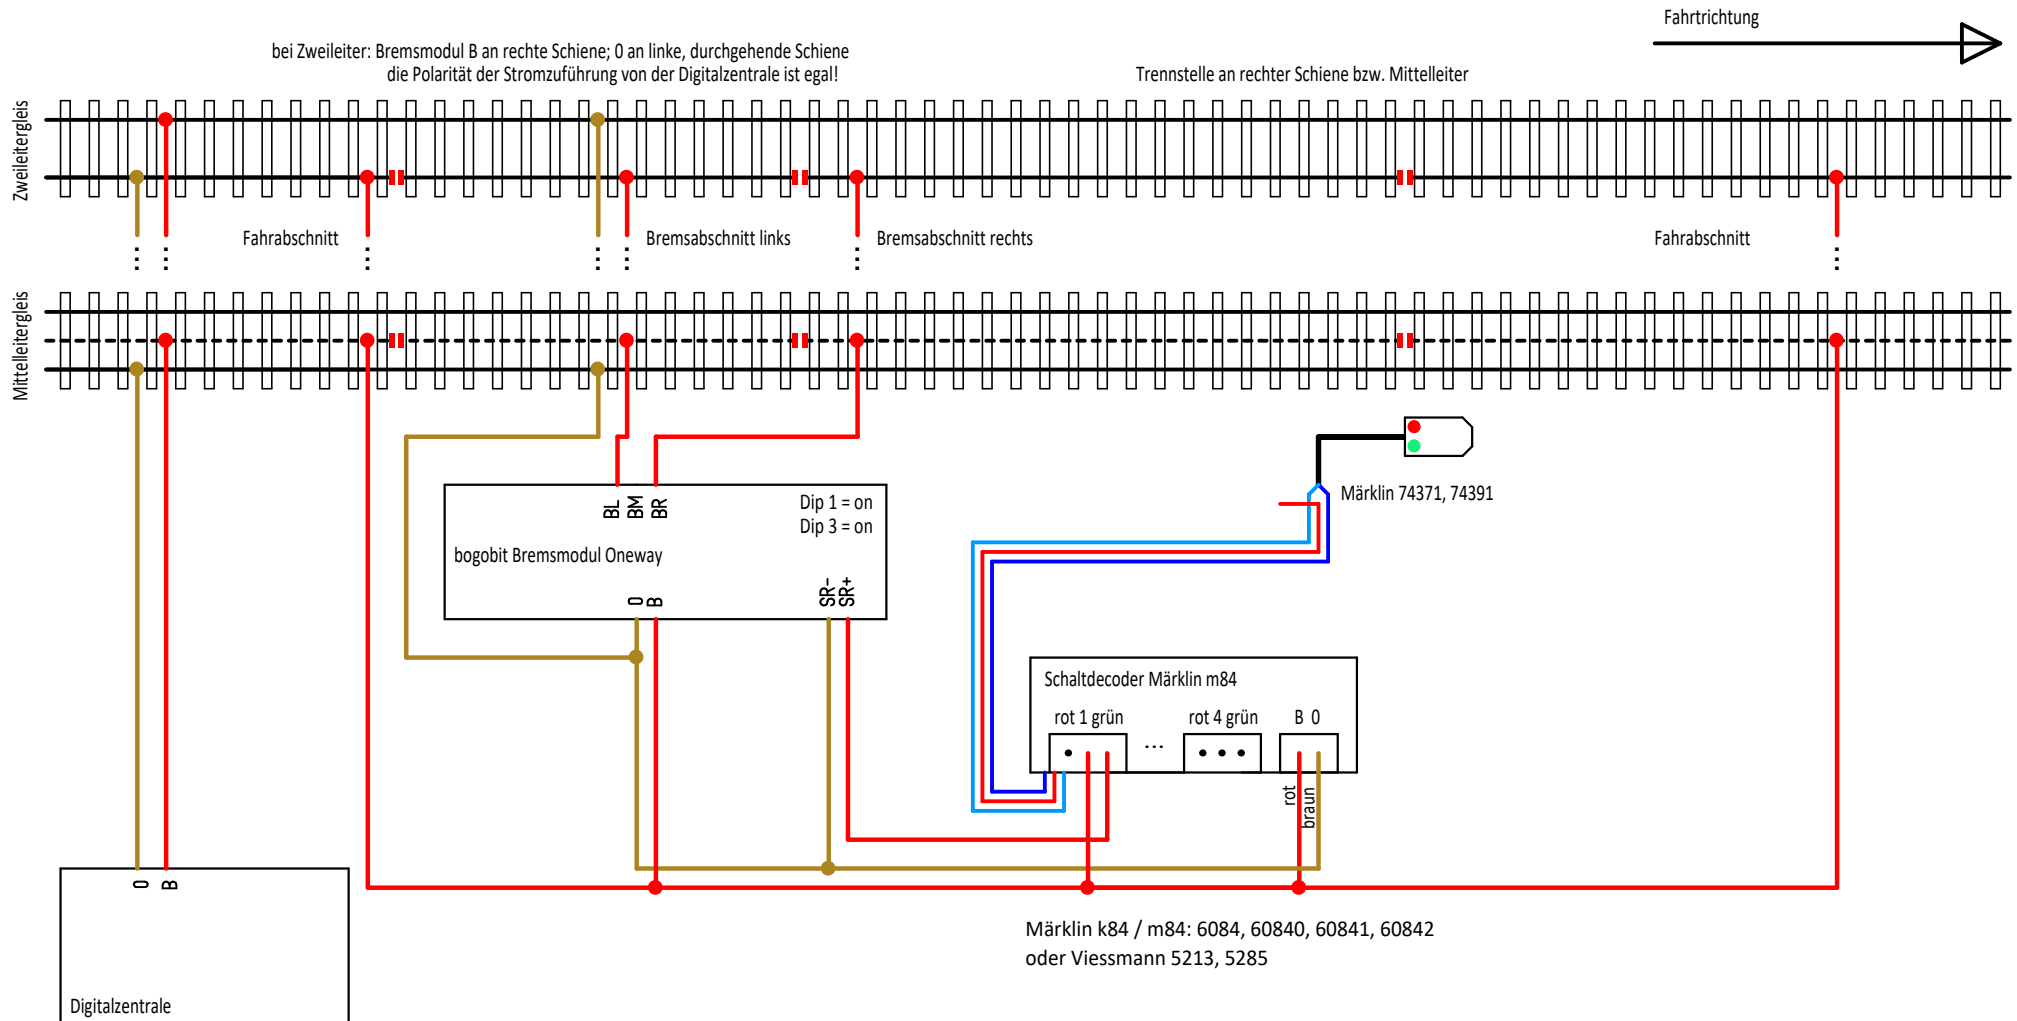 Fahrtrichtung
bei Zweileiter: Bremsmodul B an rechte Schiene; 0 an linke, durchgehende Schiene
die Polarität der Stromzuführung von der Digitalzentrale ist egal!
Trennstelle an rechter Schiene bzw. Mittelleiter
Zweileitergleis
Fahrabschnitt
Bremsabschnitt links
Bremsabschnitt rechts
Fahrabschnitt
Mittelleitergleis
BL
BM
BR
Dip 1 = on
Dip 3 = on
bogobit Bremsmodul Oneway
0
B
SR-
SR+
Märklin 74371, 74391
Schaltdecoder Märklin m84
rot 1 grün
...
rot 4 grün
B 0
rot
braun
0
B
Digitalzentrale
Märklin k84 / m84: 6084, 60840, 60841, 60842
oder Viessmann 5213, 5285